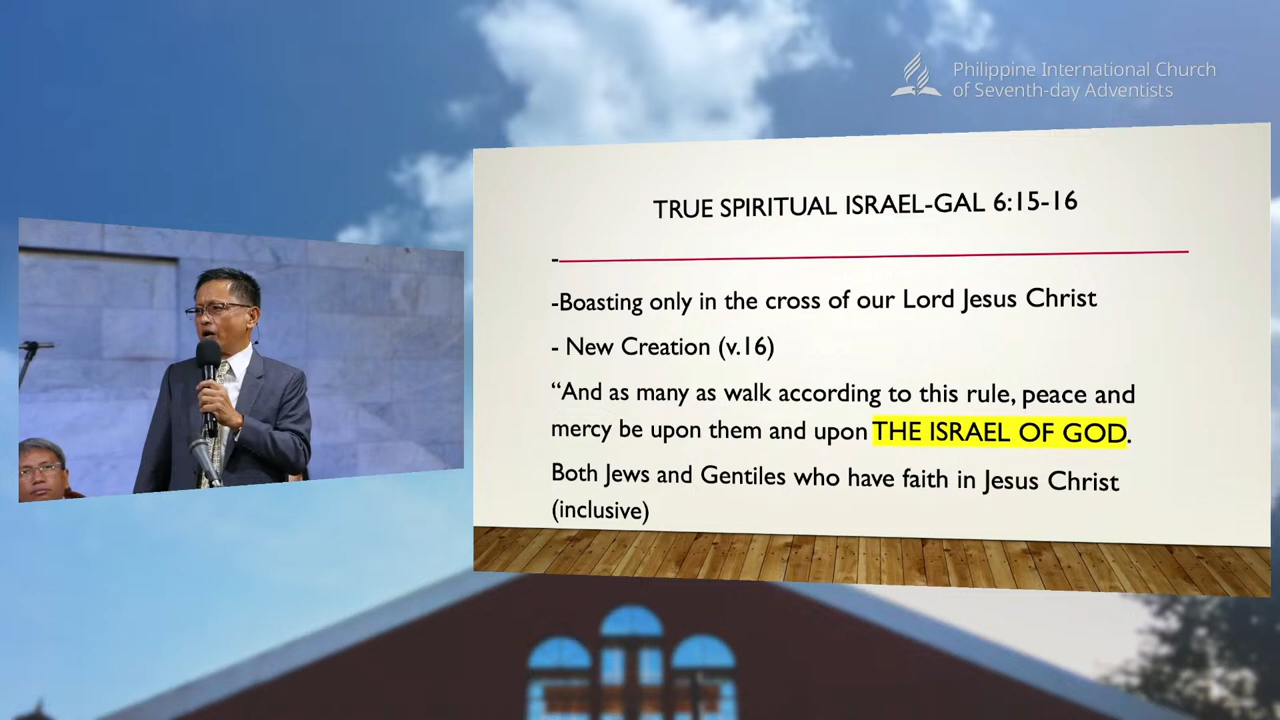 Philippine International Church
of Seventh-day Adventists
TRUE SPIRITUAL ISRAEL-GAL 6:15-16
-
-Boasting only in the cross of our Lord Jesus Christ
- New Creation (v.16)
“And as many as walk according to this rule, peace and
mercy be upon them and upon THE ISRAEL OF GOD.
Both Jews and Gentiles who have faith in Jesus Christ
(inclusive)